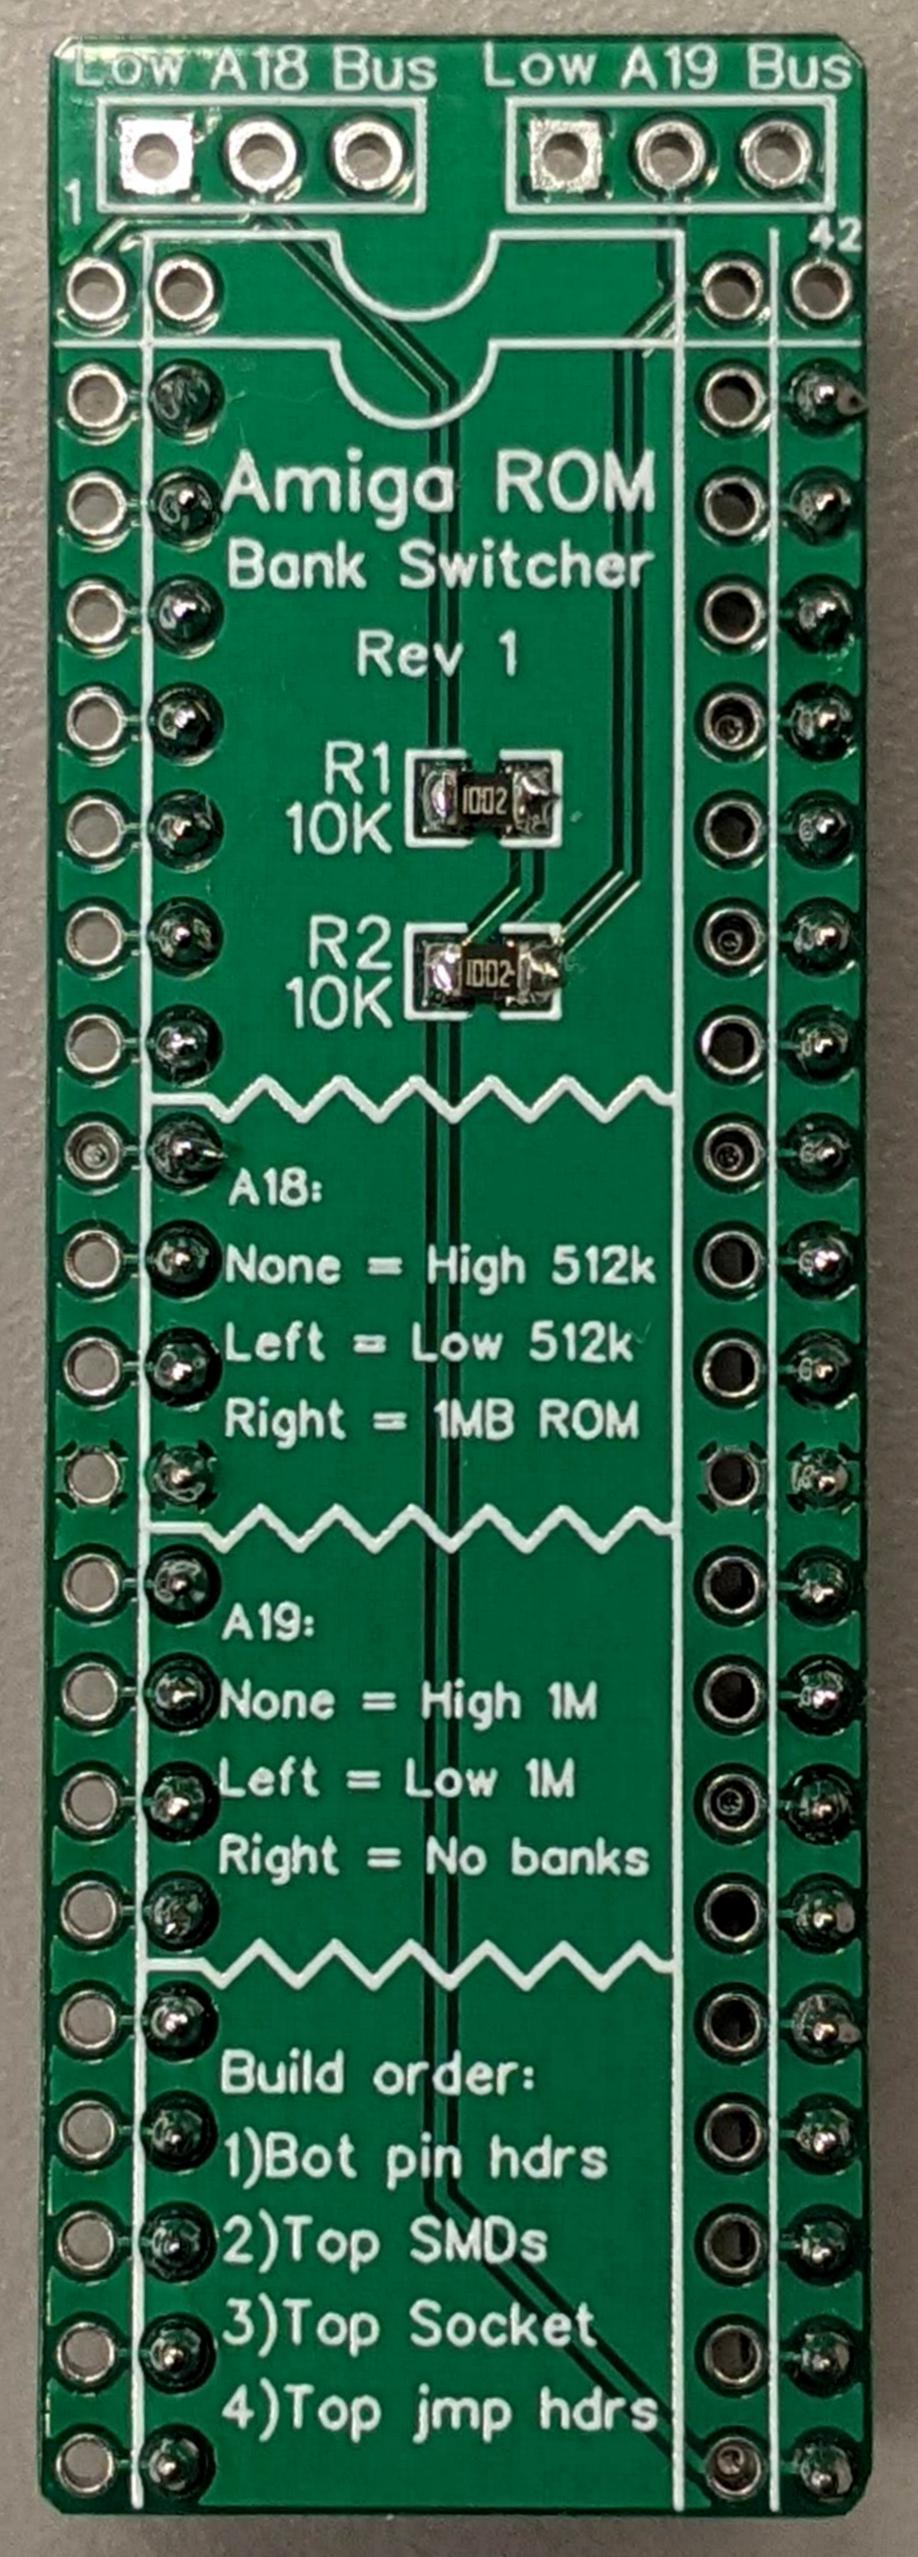 Low A18 Bus Low A19 Bus
1
42
Amiga ROM
Bank Switcher
Rev 1
R1
10K
1002
R2
10K
1002
A18:
None = High 512k
Left = Low 512k
Right = 1MB ROM
A19:
None = High 1M
Left = Low 1M
Right = No banks
Build order:
1)Bot pin hdrs
2)Top SMDs
3)Top Socket
4)Top jmp hdrs